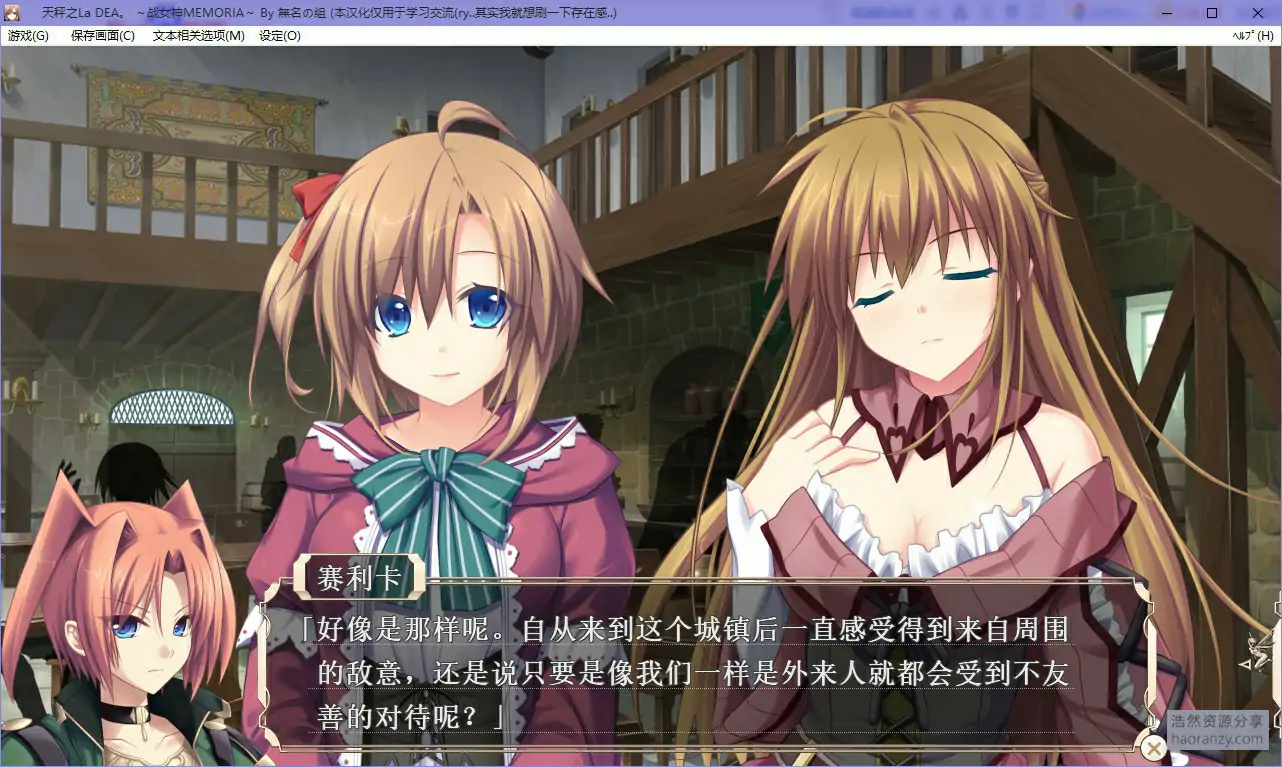 天秤之La DEA。 ~战女神MEMORIA~ By 無名の组 (本汉化仅用于学习交流(ry..其实我就想刷一下存在感..)
游戏(G) 保存画面(C) 文本相关选项(M) 设定(O) ﾍﾙﾌﾟ(H)
赛利卡
「好像是那样呢。自从来到这个城镇后一直感受得到来自周围
的敌意，还是说只要是像我们一样是外来人就都会受到不友
善的对待呢？」
浩然资源分享
haoranzy.com